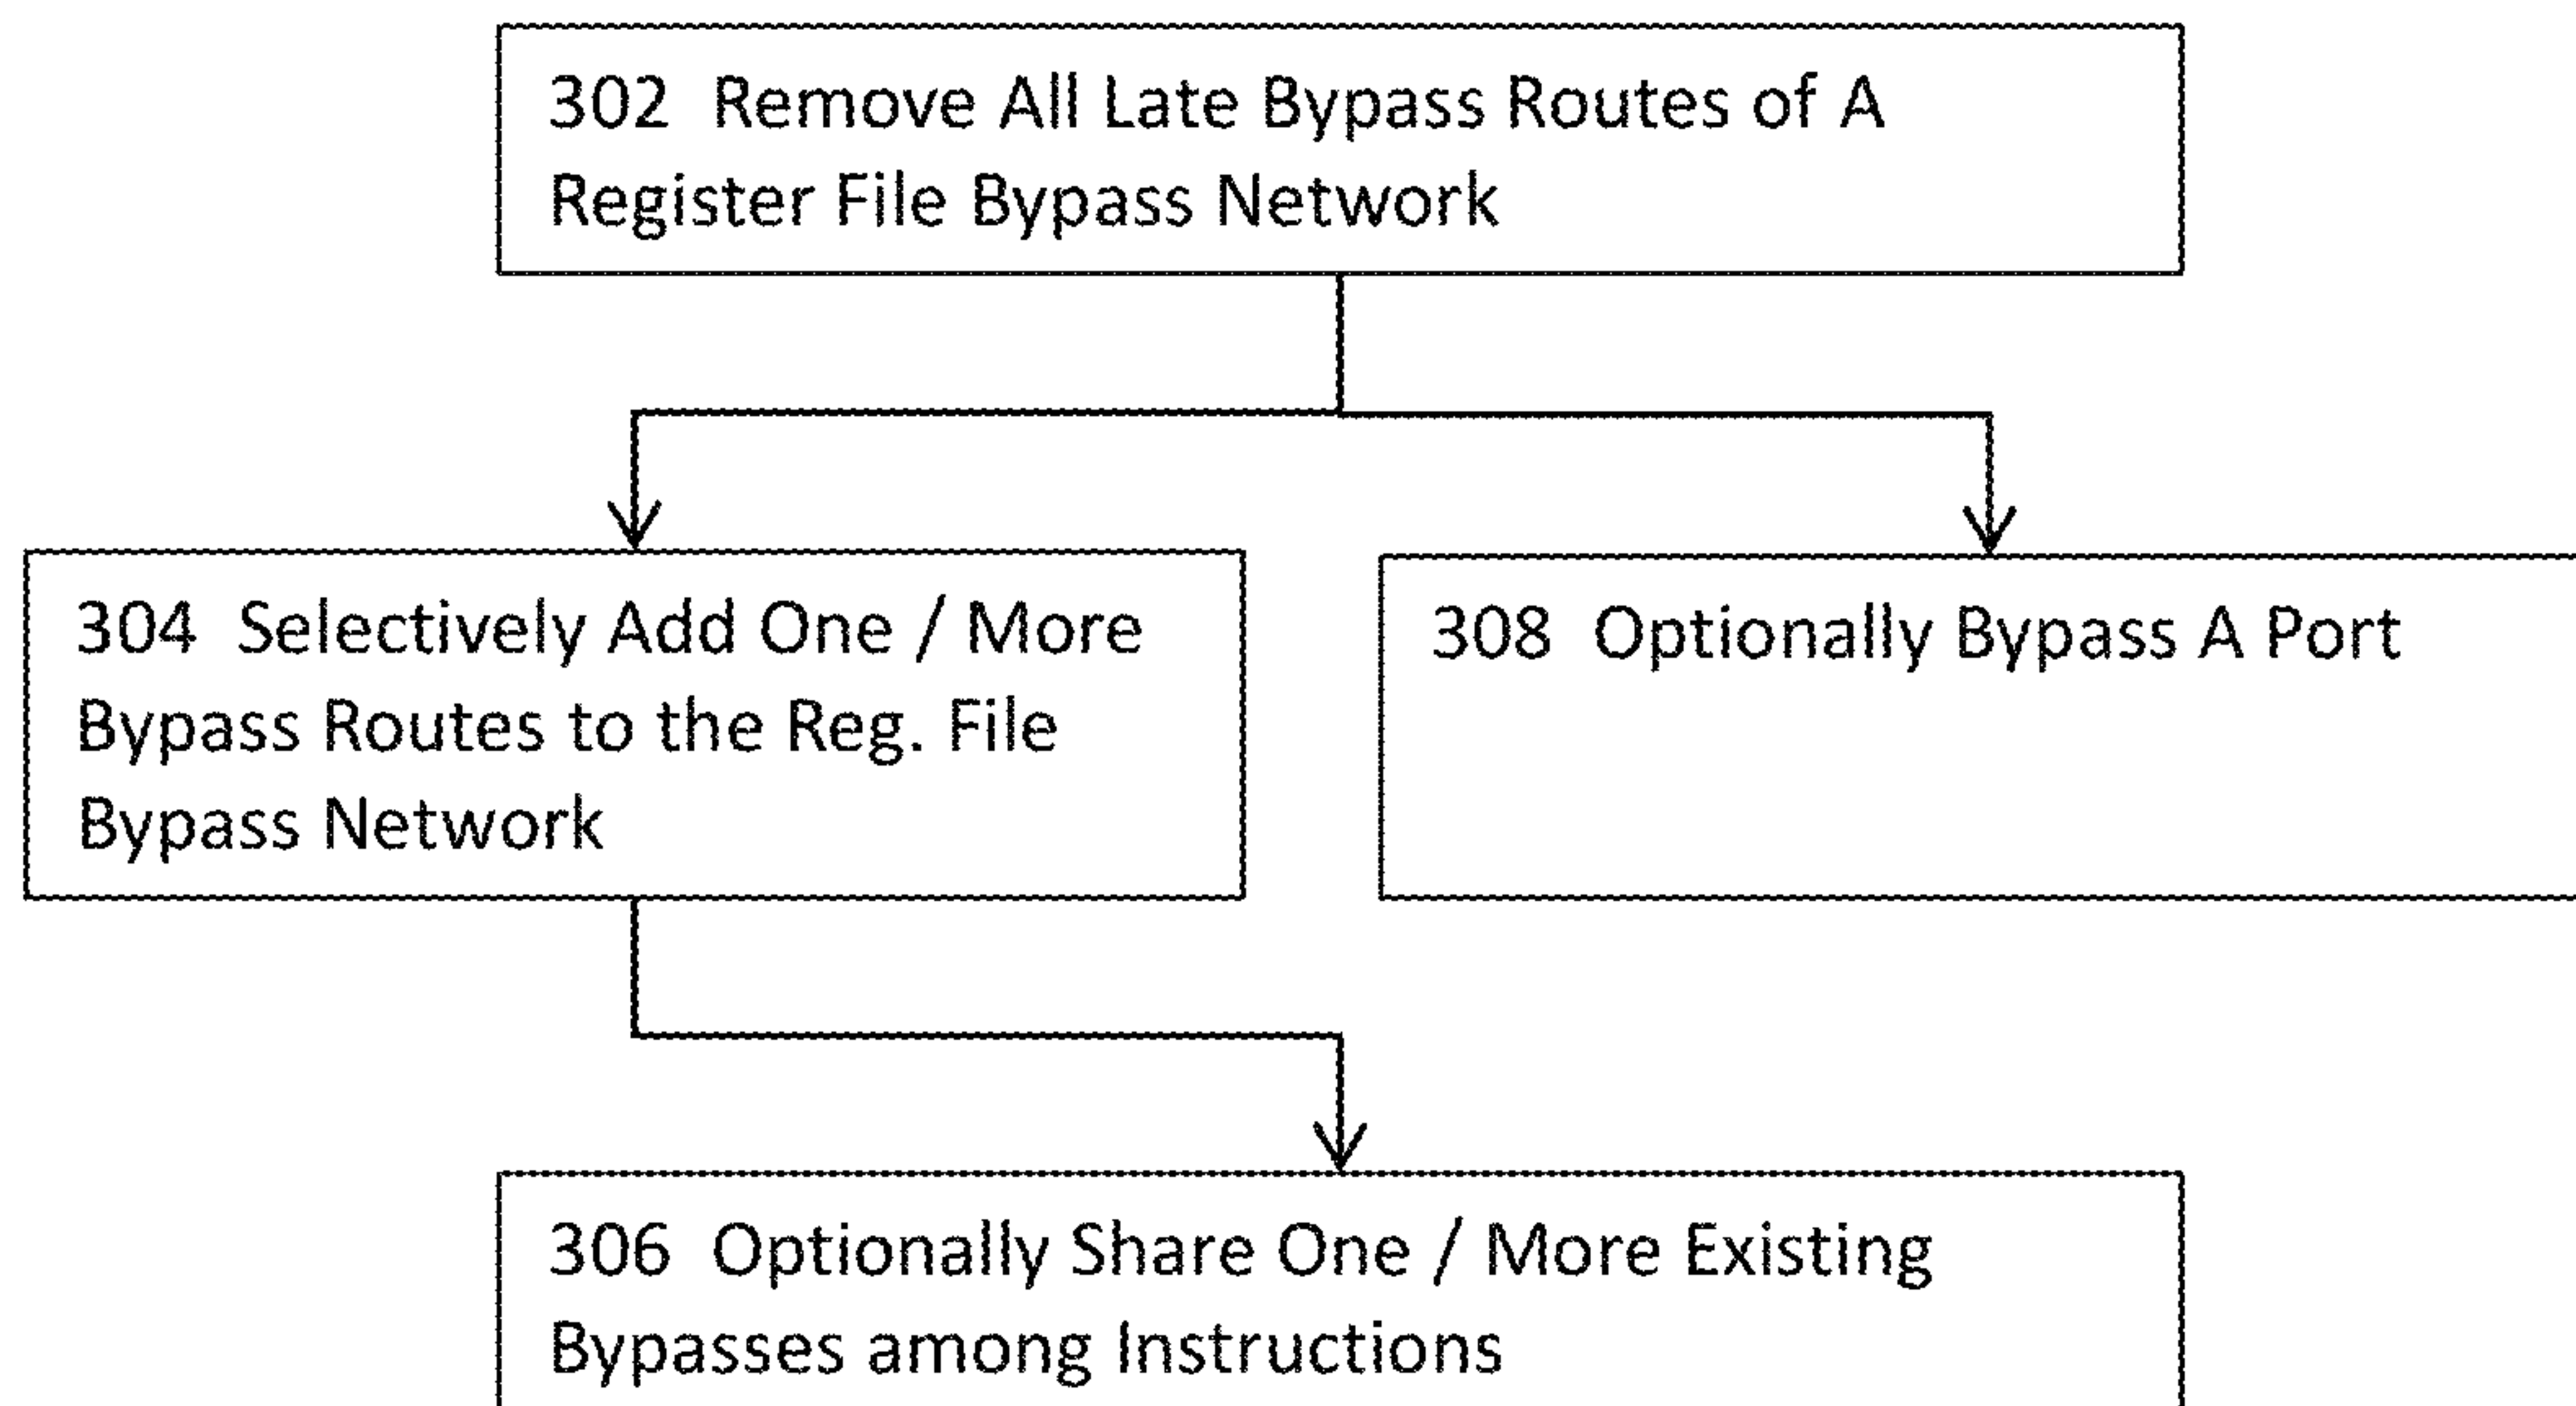 302 Remove All Late Bypass Routes of A
Register File Bypass Network
304 Selectively Add One / More
Bypass Routes to the Reg. File
Bypass Network
308 Optionally Bypass A Port
306 Optionally Share One / More Existing
Bypasses among Instructions